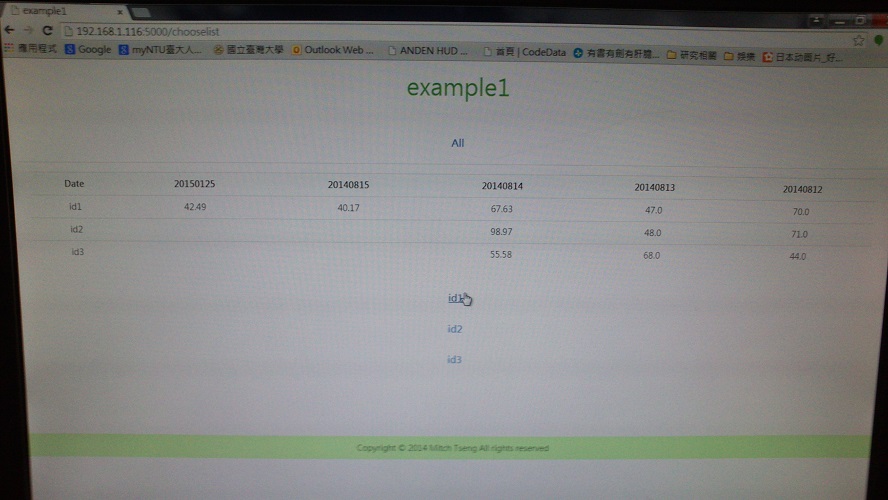 example1
192.168.1.116:5000/chooselist
應用程式 Google myNTU臺大人... 國立臺灣大學 Outlook Web ... ANDEN HUD ... 首頁 | CodeData 有書有劍有肝膽... 研究相關 娛樂 日本动图片_好...
example1
All
Date 20150125 20140815 20140814 20140813 20140812
id1 42.49 40.17 67.63 47.0 70.0
id2 98.97 48.0 71.0
id3 55.58 68.0 44.0
id1
id2
id3
Copyright © 2014 Mitch Tseng All rights reserved